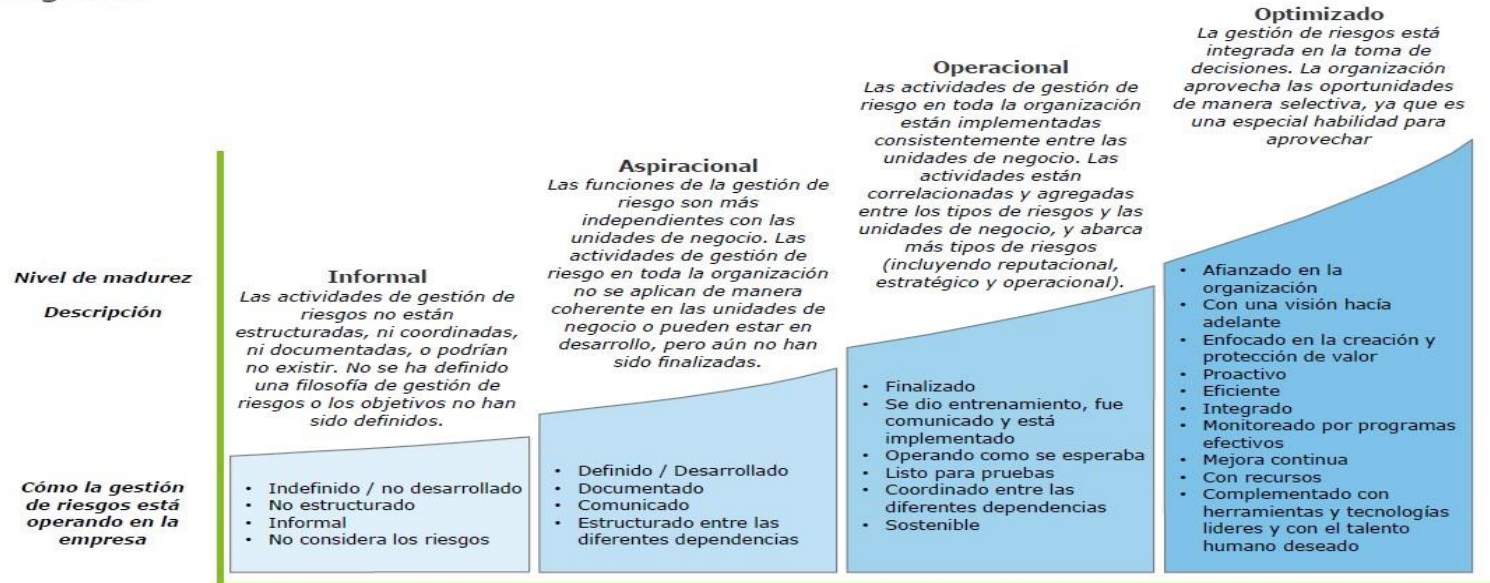 Nivel de madurez
Descripción
Cómo la gestión
de riesgos está
operando en la
empresa
Informal
Las actividades de gestión de
riesgos no están
estructuradas, ni coordinadas,
ni documentadas, o podrían
no existir. No se ha definido
una filosofía de gestión de
riesgos o los objetivos no han
sido definidos.
• Indefinido / no desarrollado
• No estructurado
• Informal
• No considera los riesgos
Aspiracional
Las funciones de la gestión de
riesgo son más
independientes con las
unidades de negocio. Las
actividades de gestión de
riesgo en toda la organización
no se aplican de manera
coherente en las unidades de
negocio o pueden estar en
desarrollo, pero aún no han
sido finalizadas.
• Definido / Desarrollado
• Documentado
• Comunicado
• Estructurado entre las
diferentes dependencias
Operacional
Las actividades de gestión de
riesgo en toda la organización
están implementadas
consistentemente entre las
unidades de negocio. Las
actividades están
correlacionadas y agregadas
entre los tipos de riesgos y las
unidades de negocio, y abarca
más tipos de riesgos
(incluyendo reputacional,
estratégico y operacional).
• Finalizado
• Se dio entrenamiento, fue
comunicado y está
implementado
• Operando como se esperaba
• Listo para pruebas
• Coordinado entre las
diferentes dependencias
• Sostenible
Optimizado
La gestión de riesgos está
integrada en la toma de
decisiones. La organización
aprovecha las oportunidades
de manera selectiva, ya que es
una especial habilidad para
aprovechar
• Afianzado en la
organización
• Con una visión hacía
adelante
• Enfocado en la creación y
protección de valor
• Proactivo
• Eficiente
• Integrado
• Monitoreado por programas
efectivos
• Mejora continua
• Con recursos
• Complementado con
herramientas y tecnologías
lideres y con el talento
humano deseado